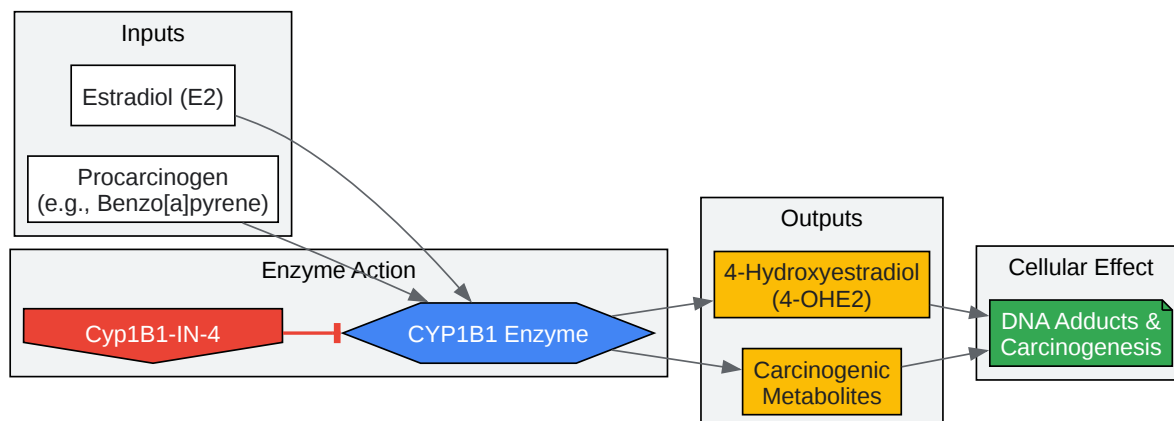 Inputs
Estradiol (E2)
Procarcinogen
(e.g., Benzo[a]pyrene)
Enzyme Action
Cyp1B1-IN-4
CYP1B1 Enzyme
Outputs
4-Hydroxyestradiol
(4-OHE2)
Carcinogenic
Metabolites
Cellular Effect
DNA Adducts &
Carcinogenesis